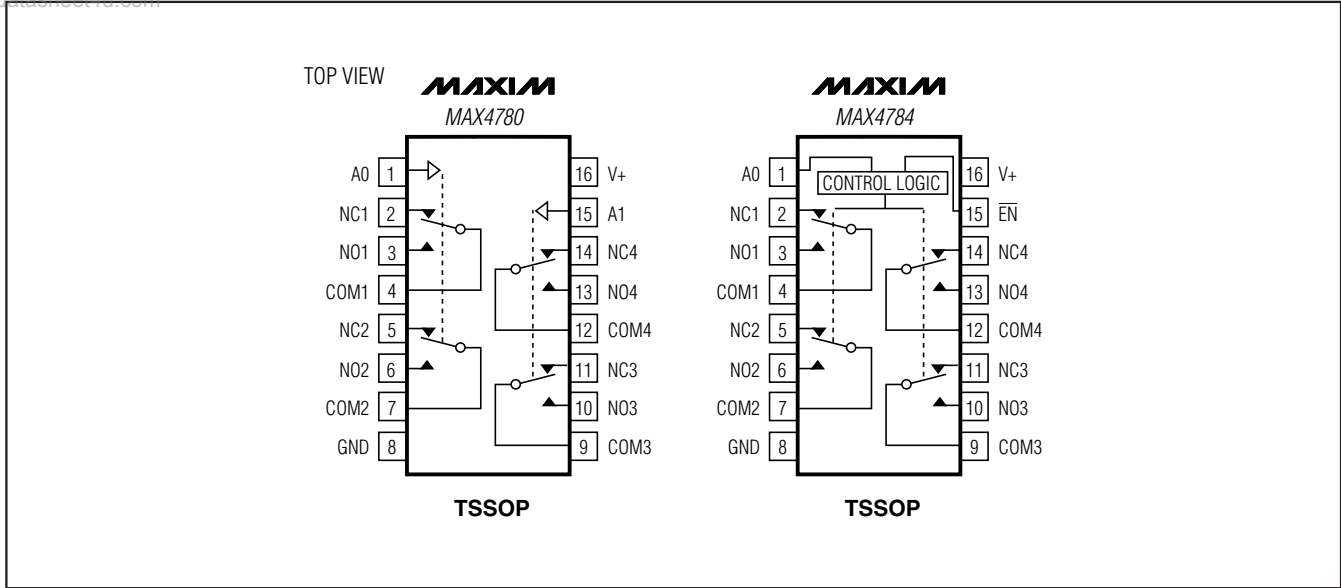 TOP VIEW
MAXIM
MAX4780
A0 1
NC1 2
NO1 3
COM1 4
NC2 5
NO2 6
COM2 7
GND 8
16 V+
15 A1
14 NC4
13 NO4
12 COM4
11 NC3
10 NO3
9 COM3
TSSOP
MAXIM
MAX4784
CONTROL LOGIC
A0 1
NC1 2
NO1 3
COM1 4
NC2 5
NO2 6
COM2 7
GND 8
16 V+
15 E̅N̅
14 NC4
13 NO4
12 COM4
11 NC3
10 NO3
9 COM3
TSSOP